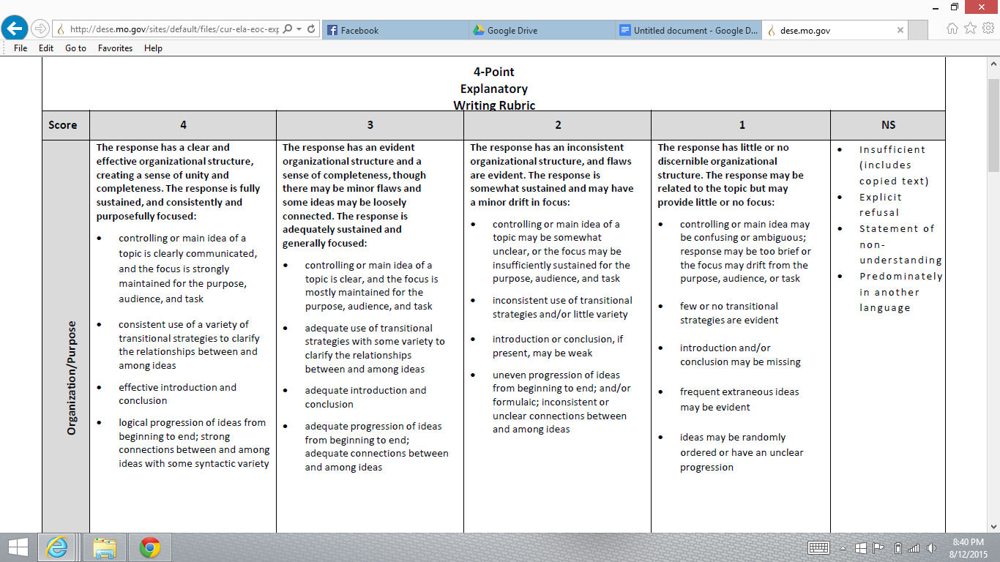 http://dese.mo.gov/sites/default/files/cur-ela-eoc-exp
Facebook
Google Drive
Untitled document - Google D...
dese.mo.gov
File Edit Go to Favorites Help
4-Point
Explanatory
Writing Rubric
Score
4
3
2
1
NS
Organization/Purpose
The response has a clear and
effective organizational structure,
creating a sense of unity and
completeness. The response is fully
sustained, and consistently and
purposefully focused:
• controlling or main idea of a
topic is clearly communicated,
and the focus is strongly
maintained for the purpose,
audience, and task
• consistent use of a variety of
transitional strategies to clarify
the relationships between and
among ideas
• effective introduction and
conclusion
• logical progression of ideas from
beginning to end; strong
connections between and among
ideas with some syntactic variety
The response has an evident
organizational structure and a
sense of completeness, though
there may be minor flaws and
some ideas may be loosely
connected. The response is
adequately sustained and
generally focused:
• controlling or main idea of a
topic is clear, and the focus is
mostly maintained for the
purpose, audience, and task
• adequate use of transitional
strategies with some variety to
clarify the relationships
between and among ideas
• adequate introduction and
conclusion
• adequate progression of ideas
from beginning to end;
adequate connections between
and among ideas
The response has an inconsistent
organizational structure, and flaws
are evident. The response is
somewhat sustained and may have
a minor drift in focus:
• controlling or main idea of a
topic may be somewhat
unclear, or the focus may be
insufficiently sustained for the
purpose, audience, and task
• inconsistent use of transitional
strategies and/or little variety
• introduction or conclusion, if
present, may be weak
• uneven progression of ideas
from beginning to end; and/or
formulaic; inconsistent or
unclear connections between
and among ideas
The response has little or no
discernible organizational
structure. The response may be
related to the topic but may
provide little or no focus:
• controlling or main idea may
be confusing or ambiguous;
response may be too brief or
the focus may drift from the
purpose, audience, or task
• few or no transitional
strategies are evident
• introduction and/or
conclusion may be missing
• frequent extraneous ideas
may be evident
• ideas may be randomly
ordered or have an unclear
progression
• Insufficient
(includes
copied text)
• Explicit
refusal
• Statement of
non-
understanding
• Predominately
in another
language
8:40 PM
8/12/2015